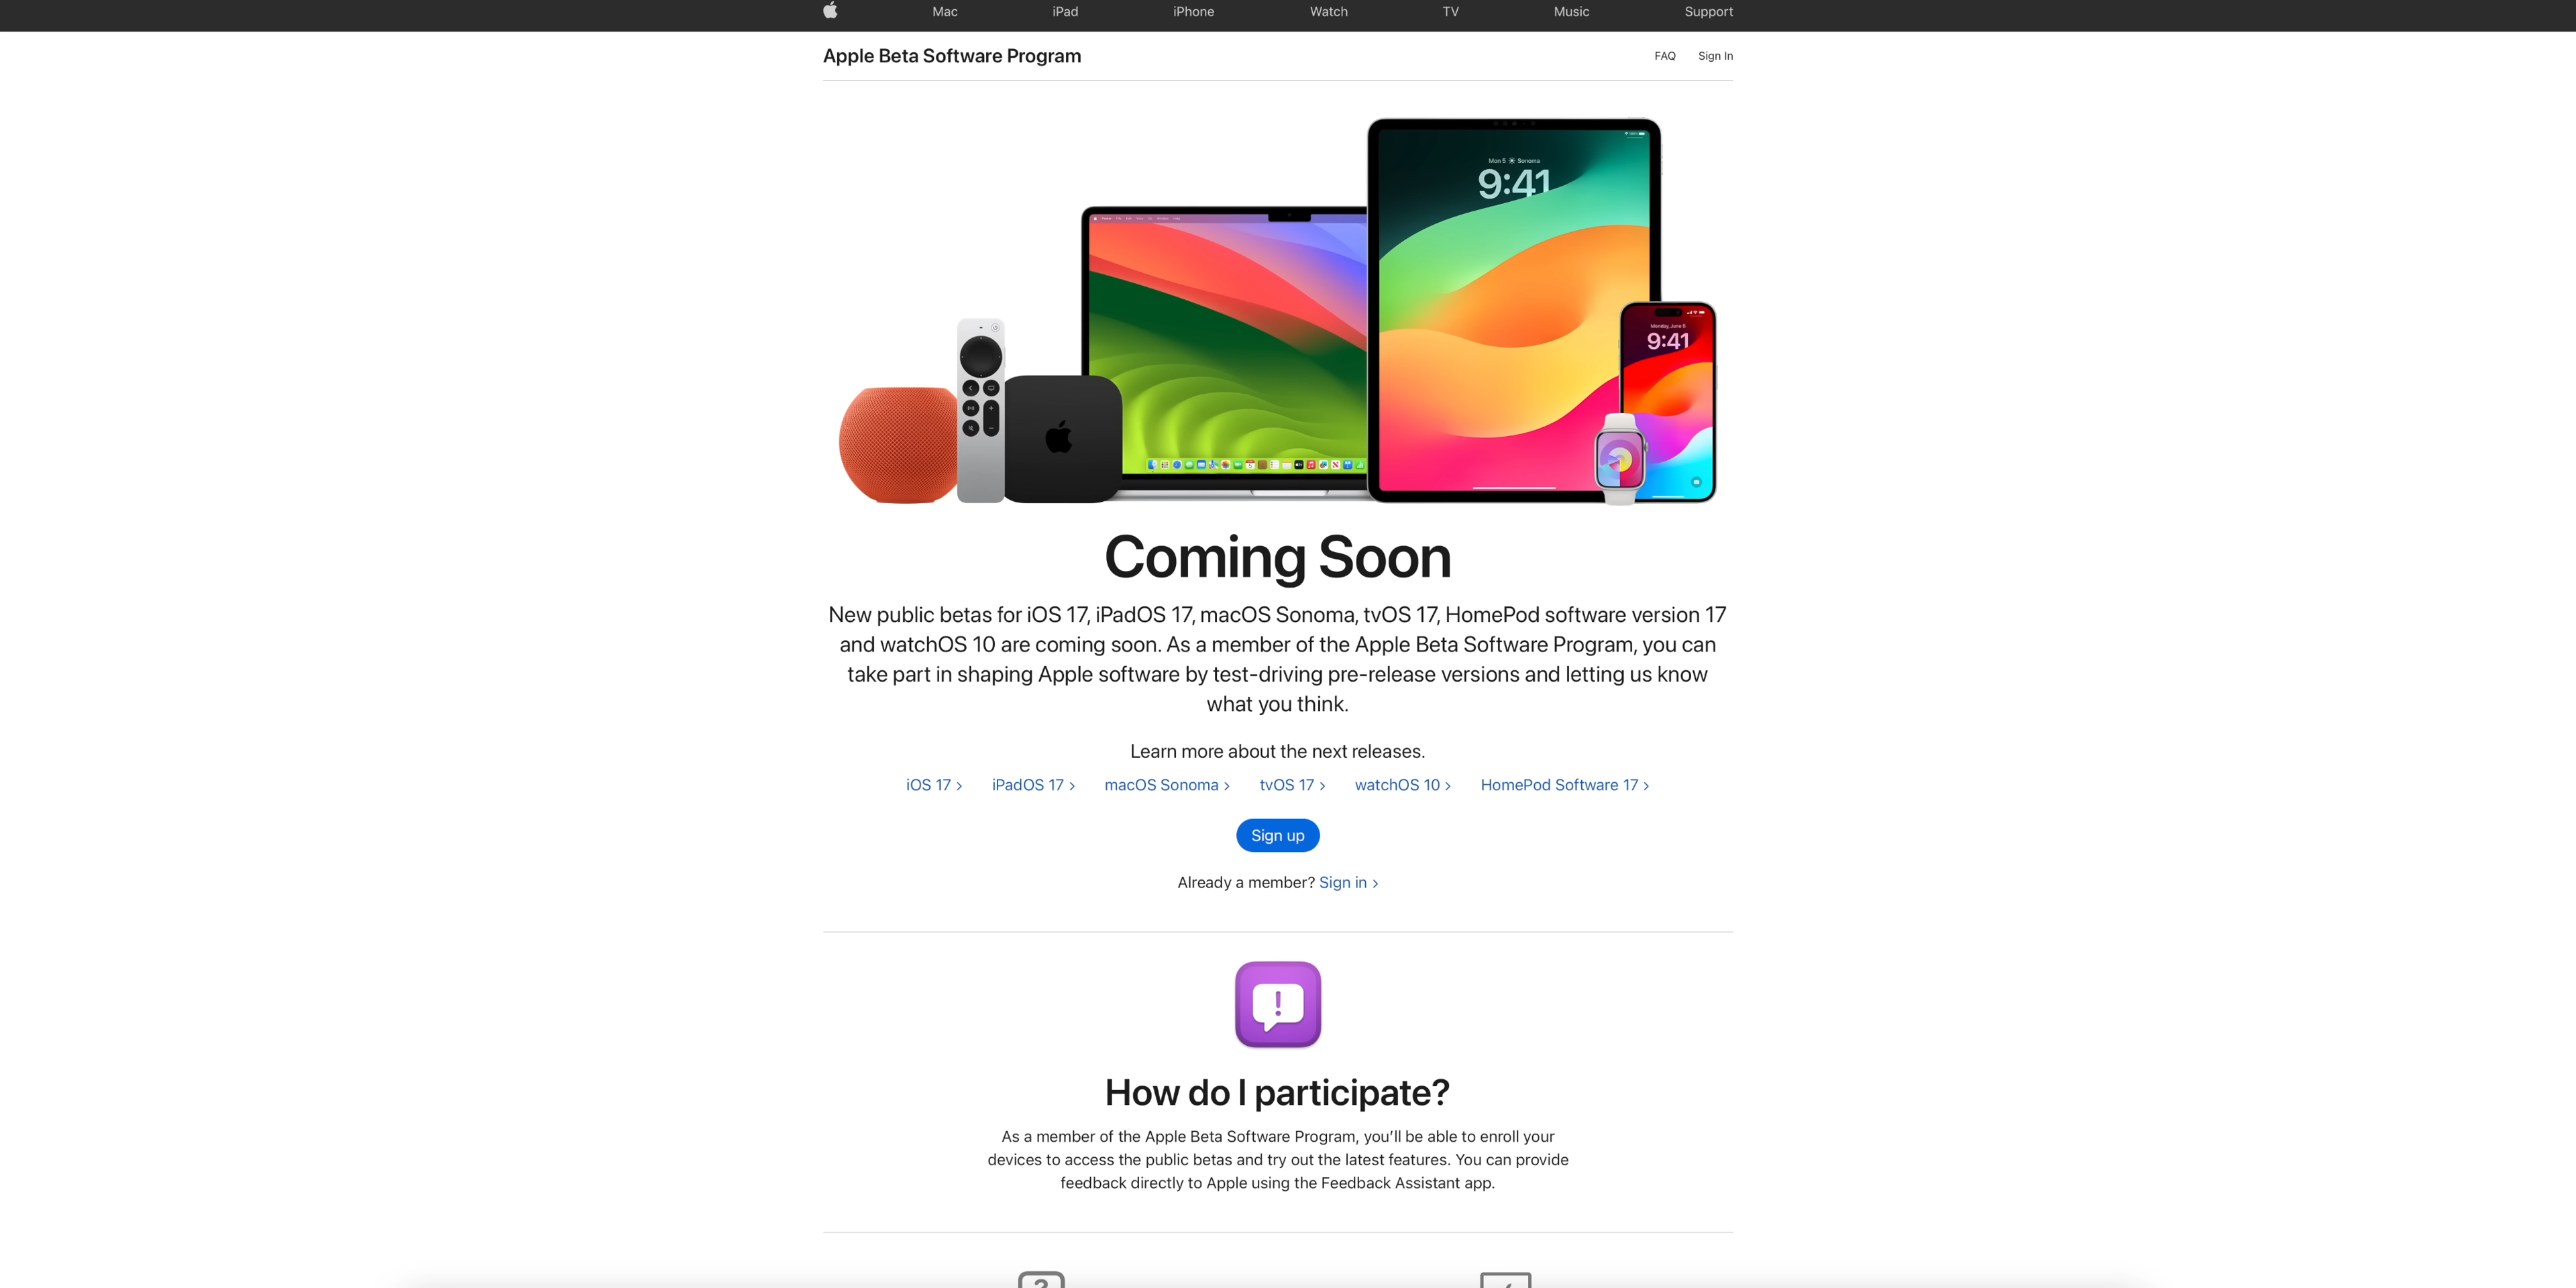 Mac iPad iPhone Watch TV Music Support
Apple Beta Software Program
FAQ Sign In
Mon 5 Sonoma
9:41
Monday, June 5
9:41
Coming Soon
New public betas for iOS 17, iPadOS 17, macOS Sonoma, tvOS 17, HomePod software version 17
and watchOS 10 are coming soon. As a member of the Apple Beta Software Program, you can
take part in shaping Apple software by test-driving pre-release versions and letting us know
what you think.
Learn more about the next releases.
iOS 17 > iPadOS 17 > macOS Sonoma > tvOS 17 > watchOS 10 > HomePod Software 17 >
Sign up
Already a member? Sign in >
How do I participate?
As a member of the Apple Beta Software Program, you’ll be able to enroll your
devices to access the public betas and try out the latest features. You can provide
feedback directly to Apple using the Feedback Assistant app.